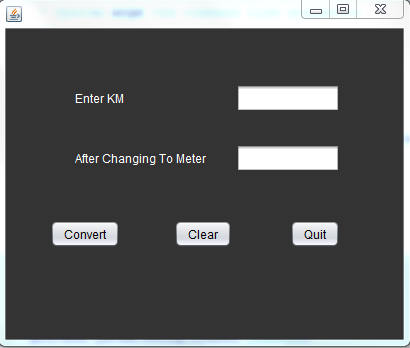 Enter KM
After Changing To Meter
Convert Clear Quit